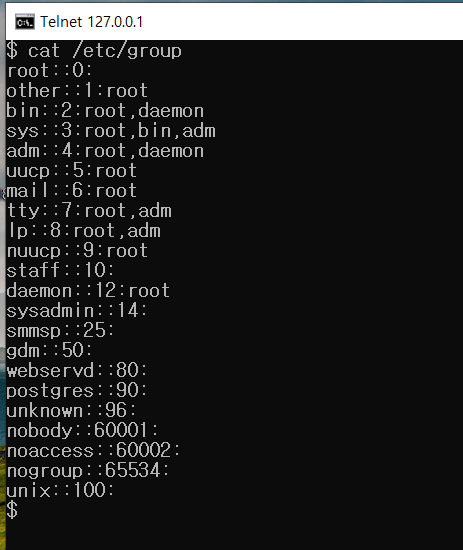 Telnet 127.0.0.1
$ cat /etc/group
root::0:
other::1:root
bin::2:root,daemon
sys::3:root,bin,adm
adm::4:root,daemon
uucp::5:root
mail::6:root
tty::7:root,adm
lp::8:root,adm
nuucp::9:root
staff::10:
daemon::12:root
sysadmin::14:
smmsp::25:
gdm::50:
webservd::80:
postgres::90:
unknown::96:
nobody::60001:
noaccess::60002:
nogroup::65534:
unix::100:
$